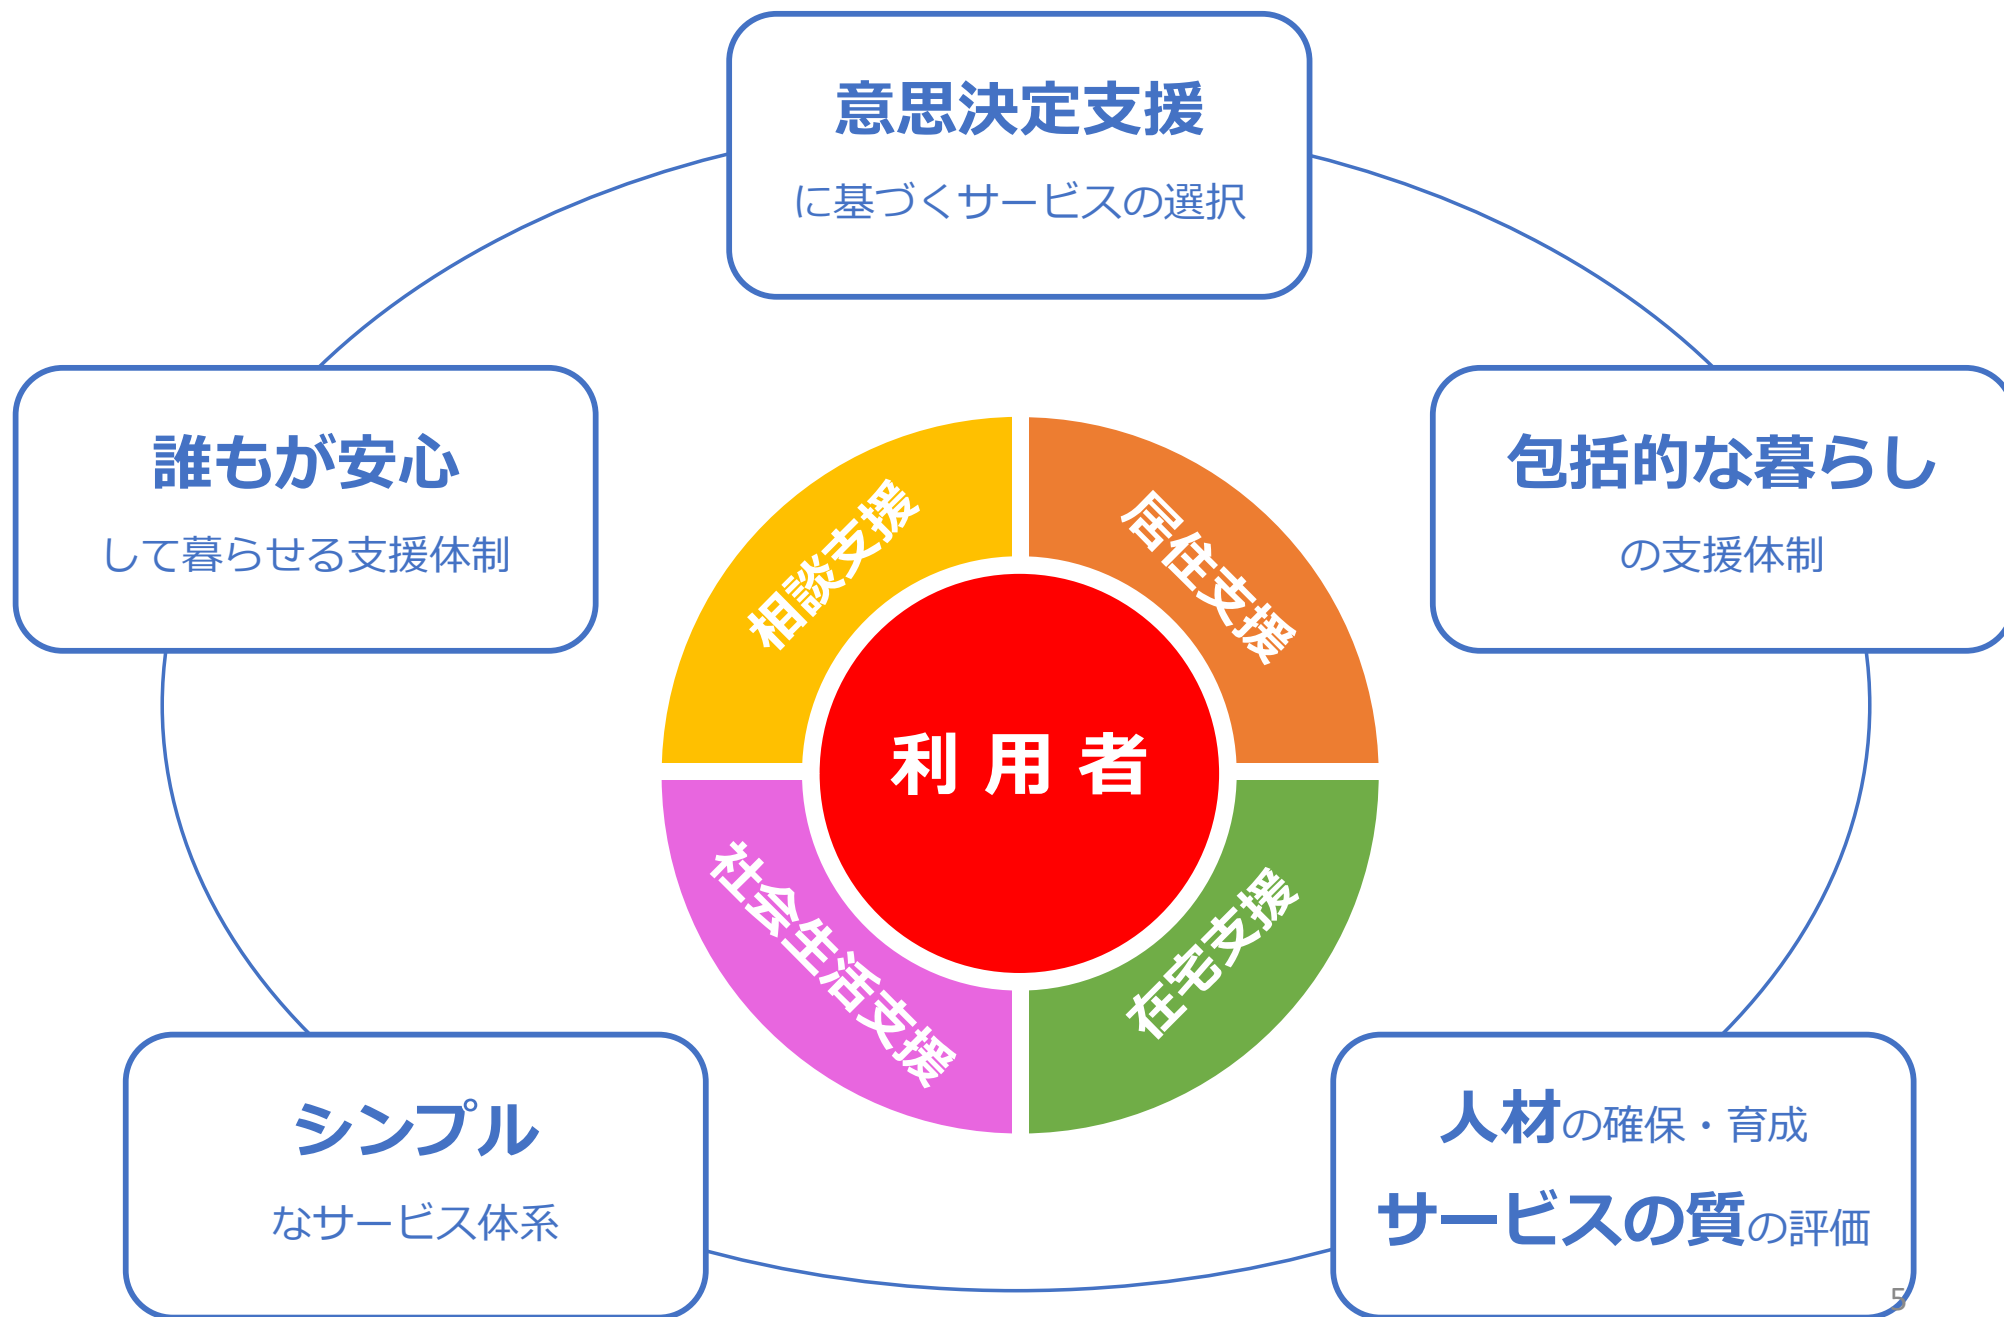 意思決定支援
に基づくサービスの選択
誰もが安心
して暮らせる支援体制
包括的な暮らし
の支援体制
相談支援
居住支援
利用者
社会生活支援
在宅支援
シンプル
なサービス体系
人材の確保・育成
サービスの質の評価
5